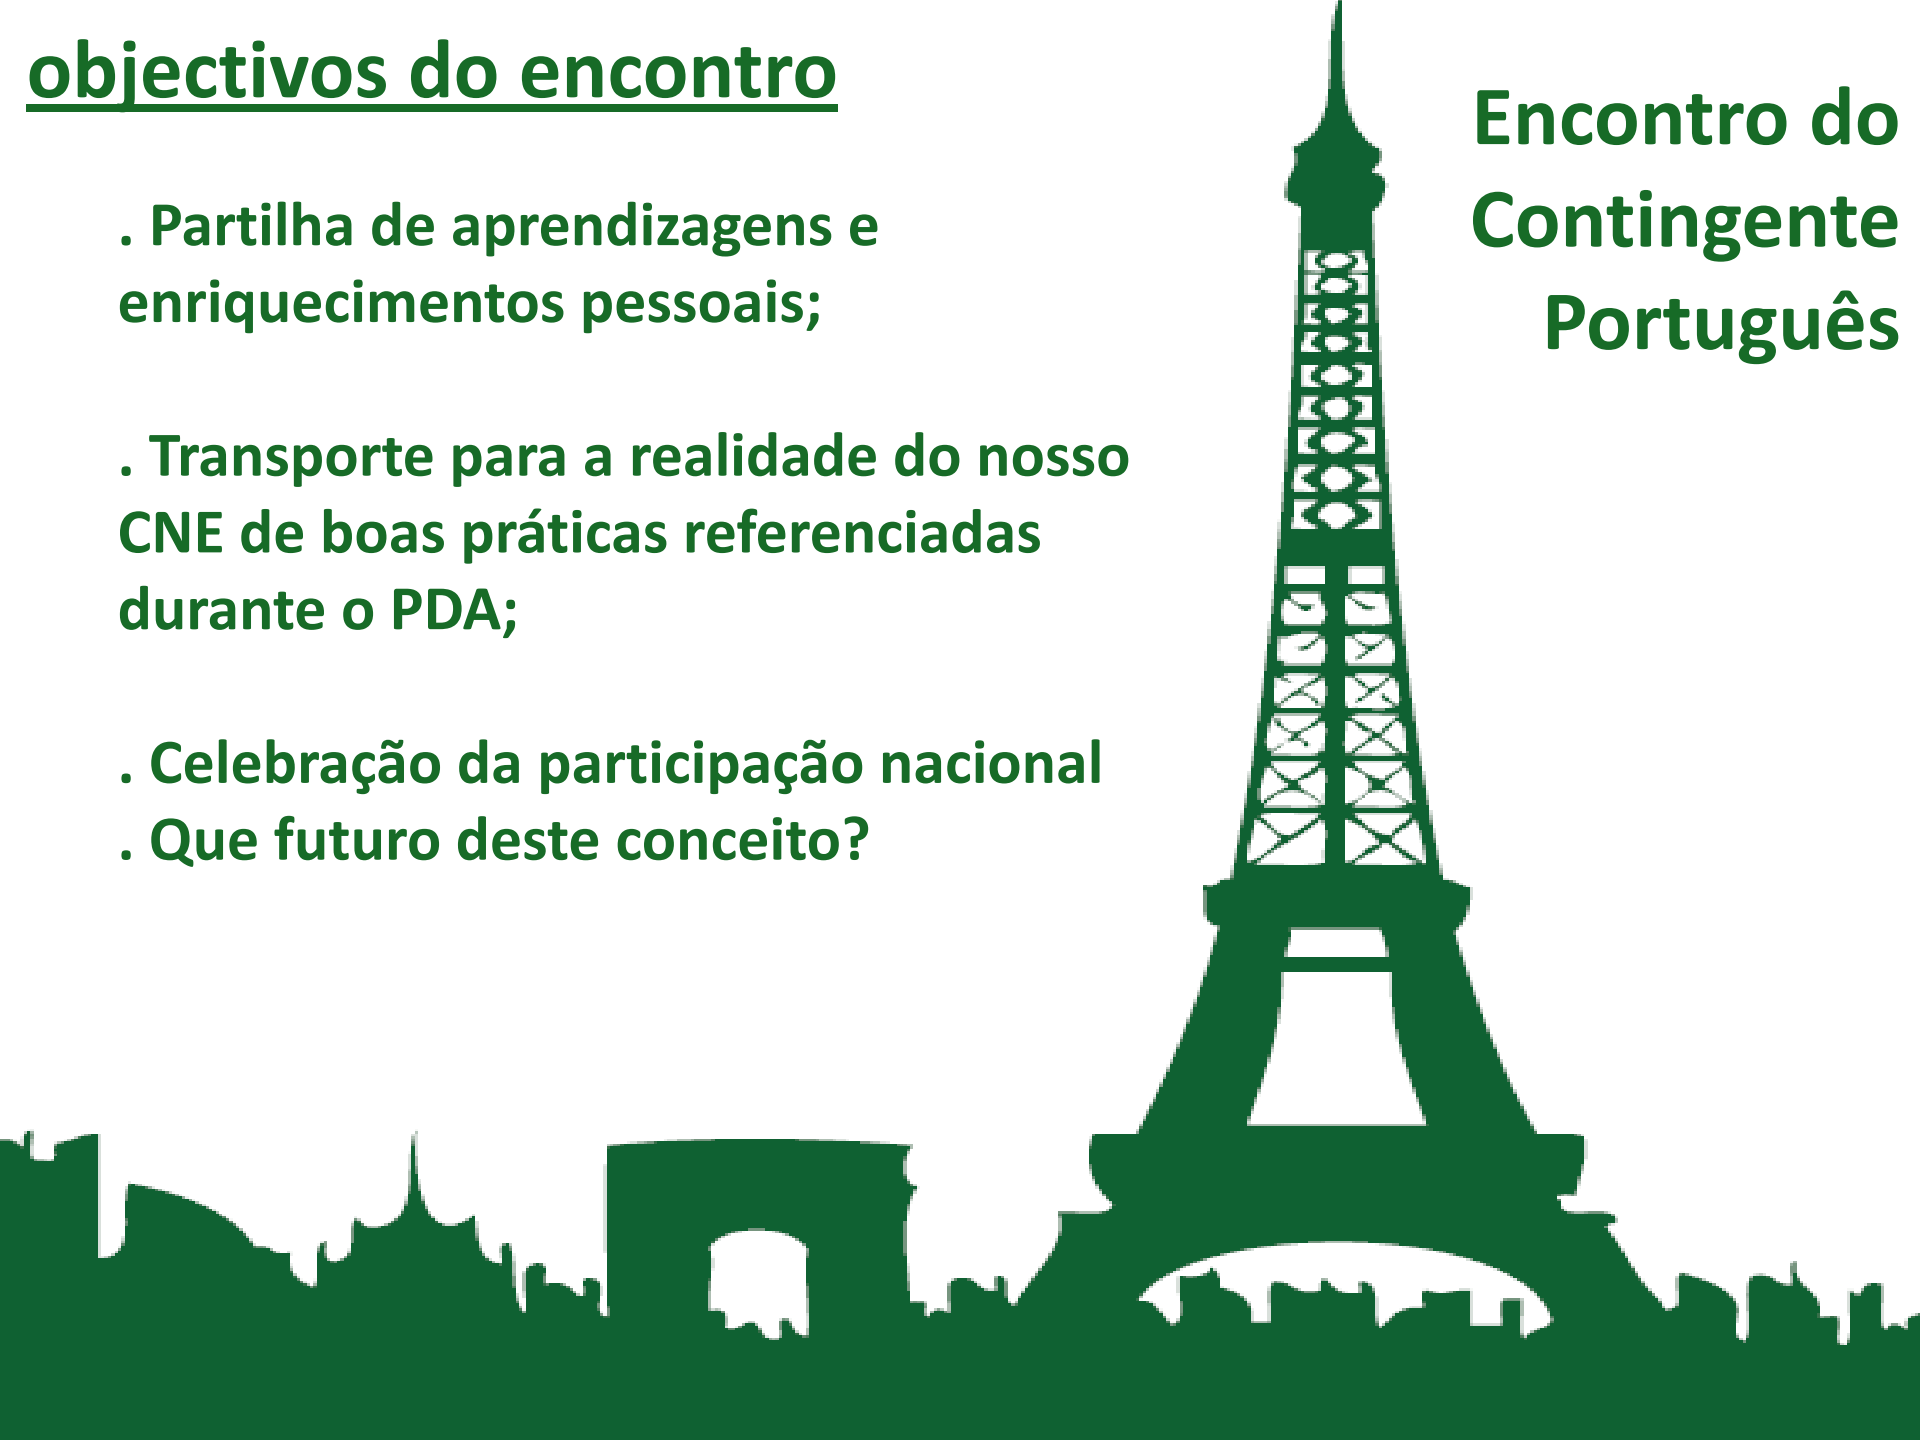 objectivos do encontro
Encontro do
Contingente
Português
. Partilha de aprendizagens e
enriquecimentos pessoais;
. Transporte para a realidade do nosso
CNE de boas práticas referenciadas
durante o PDA;
. Celebração da participação nacional
. Que futuro deste conceito?